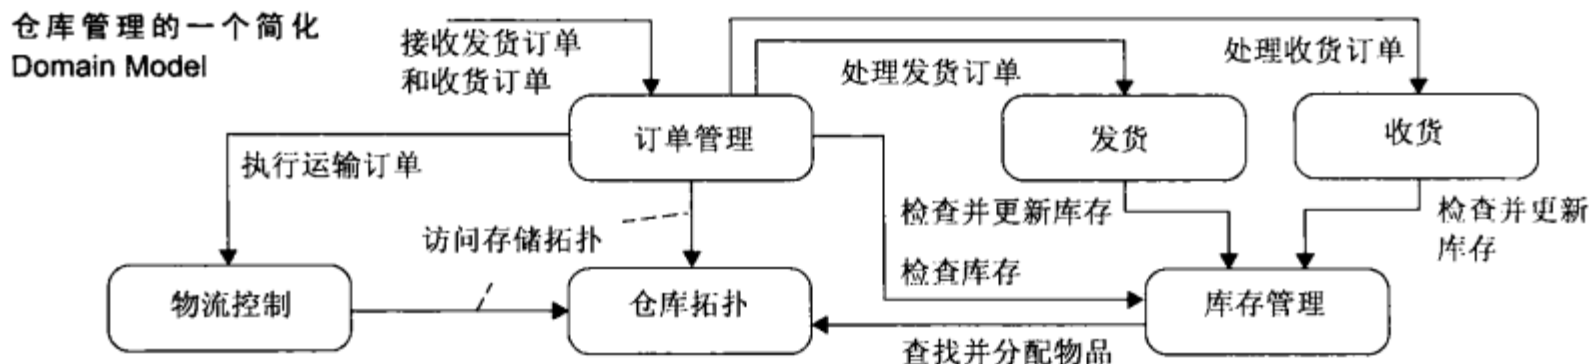 仓库管理的一个简化
Domain Model
接收发货订单
和收货订单
处理发货订单
处理收货订单
订单管理
发货
收货
执行运输订单
访问存储拓扑
检查并更新库存
检查库存
检查并更新
库存
物流控制
仓库拓扑
库存管理
查找并分配物品